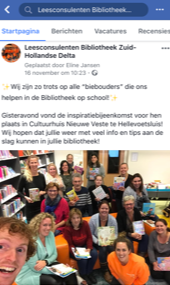 Leesconsulenten Bibliotheek...
Startpagina Berichten Vacatures Recensies
Leesconsulenten Bibliotheek Zuid-
Hollandse Delta
Geplaatst door Eline Jansen
16 november om 10:23 ·
✨Wij zijn zo trots op alle "biebouders" die ons
helpen in de Bibliotheek op school!✨
Gisteravond vond de inspiratiebijeenkomst voor hen
plaats in Cultuurhuis Nieuwe Veste te Hellevoetsluis!
Wij hopen dat jullie weer met veel info en tips aan de
slag kunnen in jullie bibliotheek!